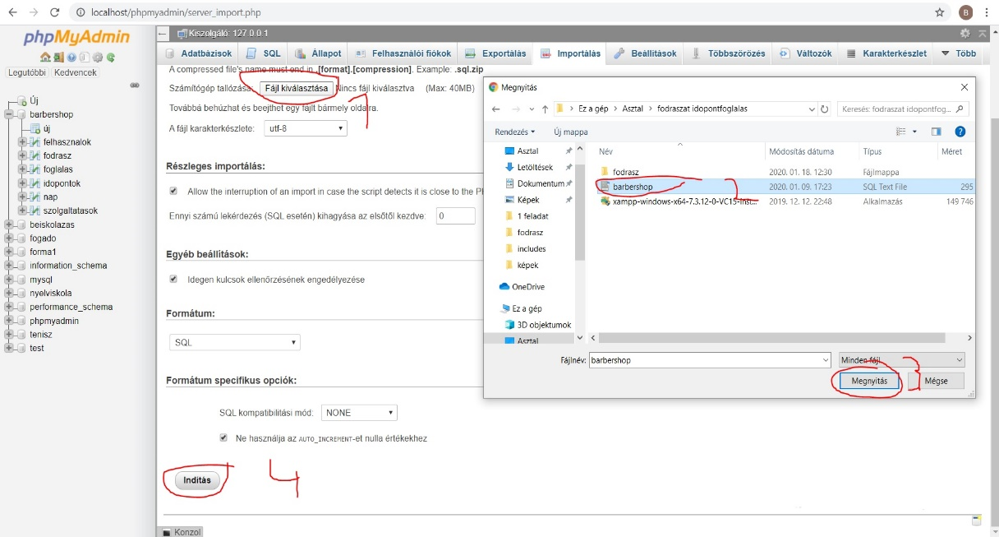 localhost/phpmyadmin/server_import.php
B
phpMyAdmin
Legutóbbi Kedvencek
Új
barbershop
új
felhasznalok
fodrasz
foglalas
idopontok
nap
szolgaltatasok
beiskolazas
fogado
forma1
information_schema
mysql
nyelviskola
performance_schema
phpmyadmin
tenisz
test
Kiszolgáló: 127.0.0.1
Adatbázisok SQL Állapot Felhasználói fiókok Exportálás Importálás Beállítások Többszörözés Változók Karakterkészlet Több
A compressed file's name must end in .[format].[compression]. Example: .sql.zip
Számítógép tallózása: Fájl kiválasztása Nincs fájl kiválasztva (Max: 40MB)
1
Továbbá behúzhat és beejthet egy fájlt bármely oldalra.
A fájl karakterkészlete: utf-8
Részleges importálás:
Allow the interruption of an import in case the script detects it is close to the PH
Ennyi számú lekérdezés (SQL esetén) kihagyása az elsőtől kezdve: 0
Egyéb beállítások:
Idegen kulcsok ellenőrzésének engedélyezése
Formátum:
SQL
Formátum specifikus opciók:
SQL kompatibilitási mód: NONE
Ne használja az AUTO_INCREMENT-et nulla értékekhez
Indítás
4
Konzol
Megnyitás
Ez a gép Asztal fodraszat idopontfoglalas
Keresés: fodraszat idopontfog...
Rendezés Új mappa
Asztal
Letöltések
Dokumentum
Képek
1 feladat
fodrasz
includes
képek
OneDrive
Ez a gép
3D objektumok
Asztal
Név Módosítás dátuma Típus Méret
fodrasz 2020. 01. 18. 12:30 Fájlmappa
barbershop 2020. 01. 09. 17:23 SQL Text File 295
2
xampp-windows-x64-7.3.12-0-VC15-inst... 2019. 12. 12. 22:48 Alkalmazás 149 746
Fájlnév: barbershop Minden fájl
Megnyitás Mégse
3